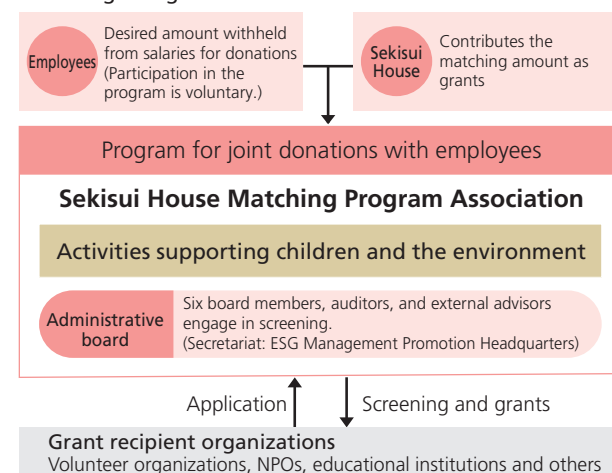 Employees
Desired amount withheld
from salaries for donations
(Participation in the
program is voluntary.)
Sekisui
House
Contributes the
matching amount as
grants
Program for joint donations with employees
Sekisui House Matching Program Association
Activities supporting children and the environment
Administrative
board
Six board members, auditors, and external advisors
engage in screening.
(Secretariat: ESG Management Promotion Headquarters)
Application
Screening and grants
Grant recipient organizations
Volunteer organizations, NPOs, educational institutions and others